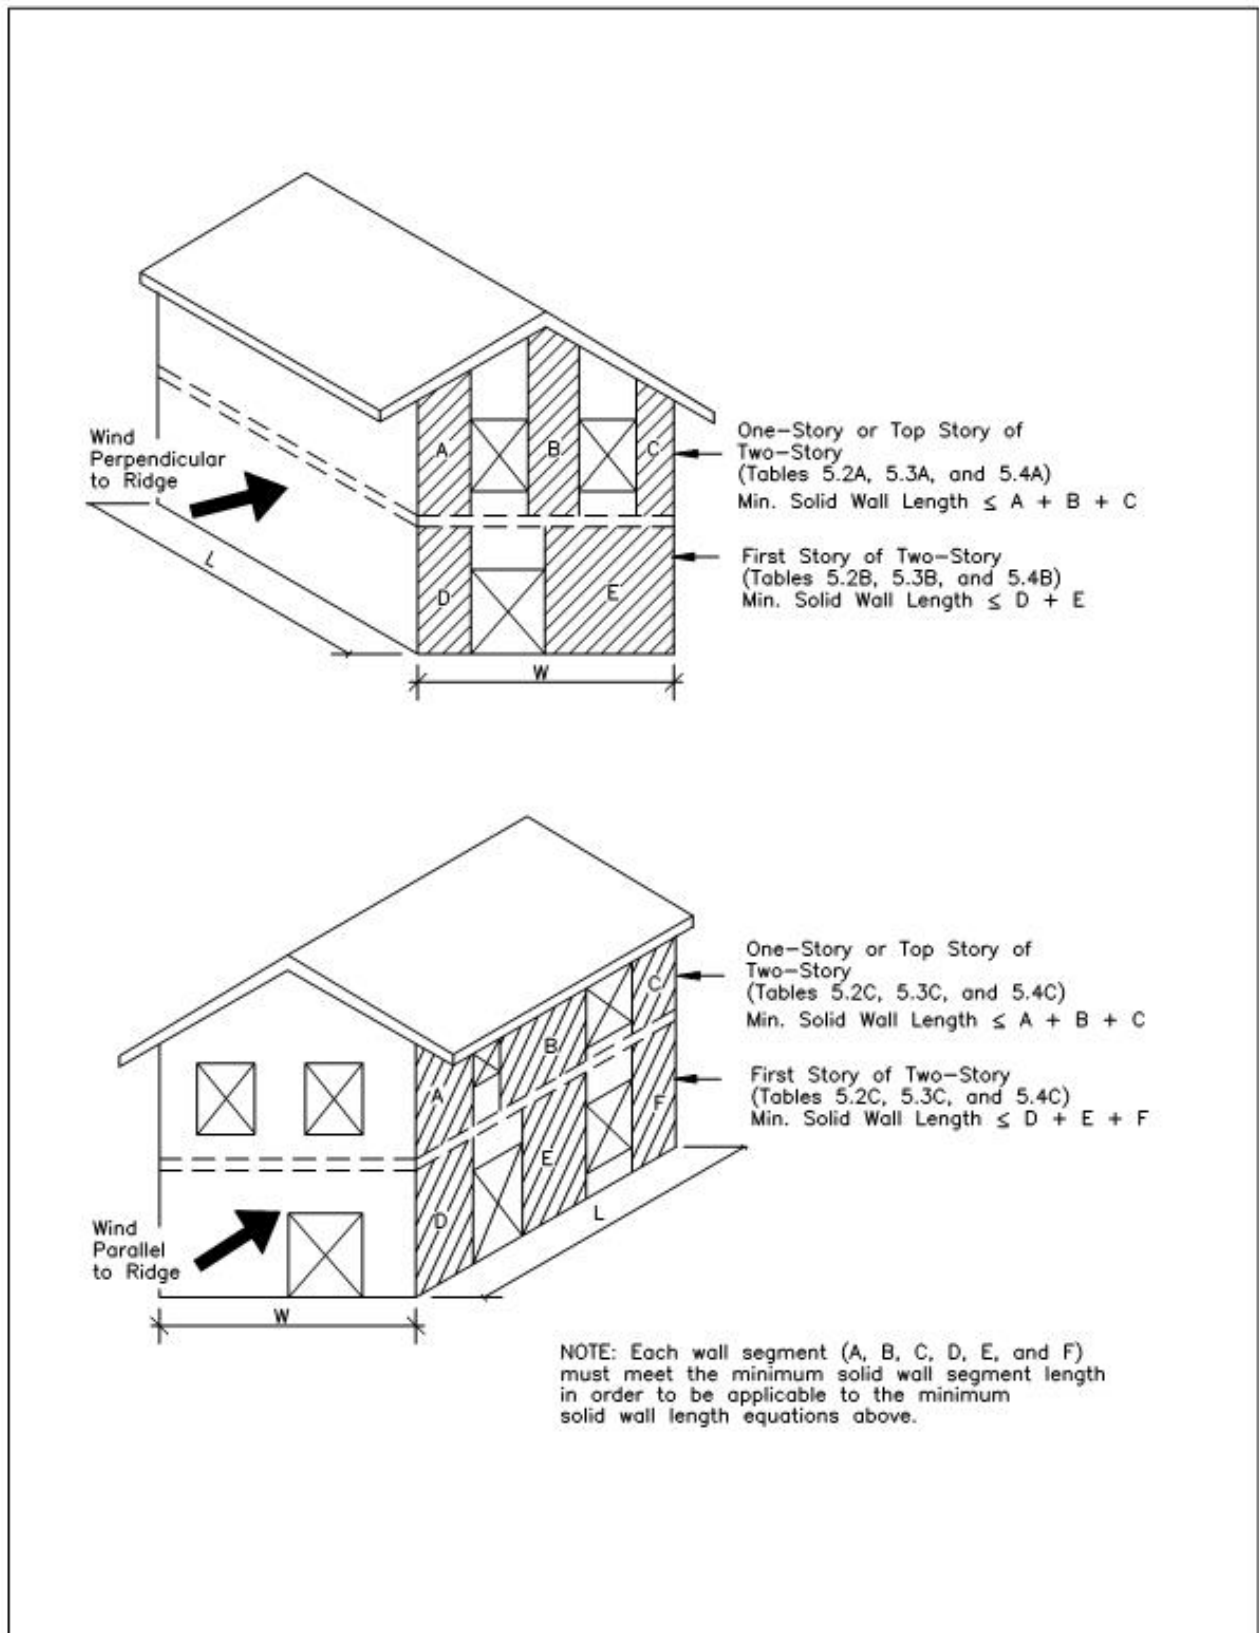 Wind
Perpendicular
to Ridge
L
A
B
C
D
E
W
One-Story or Top Story of
Two-Story
(Tables 5.2A, 5.3A, and 5.4A)
Min. Solid Wall Length ≤ A + B + C
First Story of Two-Story
(Tables 5.2B, 5.3B, and 5.4B)
Min. Solid Wall Length ≤ D + E
Wind
Parallel
to Ridge
W
A
B
C
D
E
F
L
One-Story or Top Story of
Two-Story
(Tables 5.2C, 5.3C, and 5.4C)
Min. Solid Wall Length ≤ A + B + C
First Story of Two-Story
(Tables 5.2C, 5.3C, and 5.4C)
Min. Solid Wall Length ≤ D + E + F
NOTE: Each wall segment (A, B, C, D, E, and F)
must meet the minimum solid wall segment length
in order to be applicable to the minimum
solid wall length equations above.